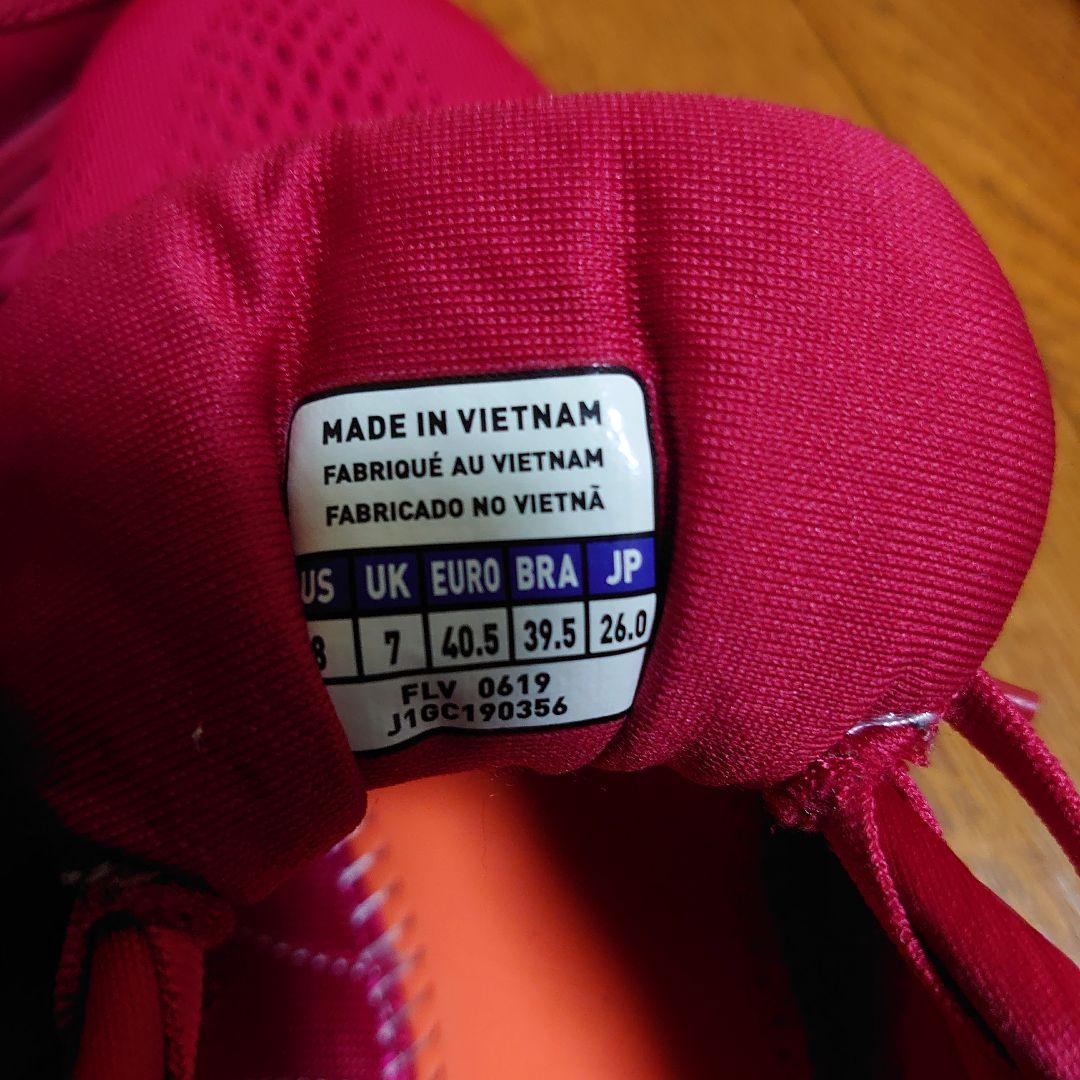 MADE IN VIETNAM
FABRIQUÉ AU VIETNAM
FABRICADO NO VIETNÃ
US UK EURO BRA JP
8 7 40.5 39.5 26.0
FLV 0619
J1GC190356